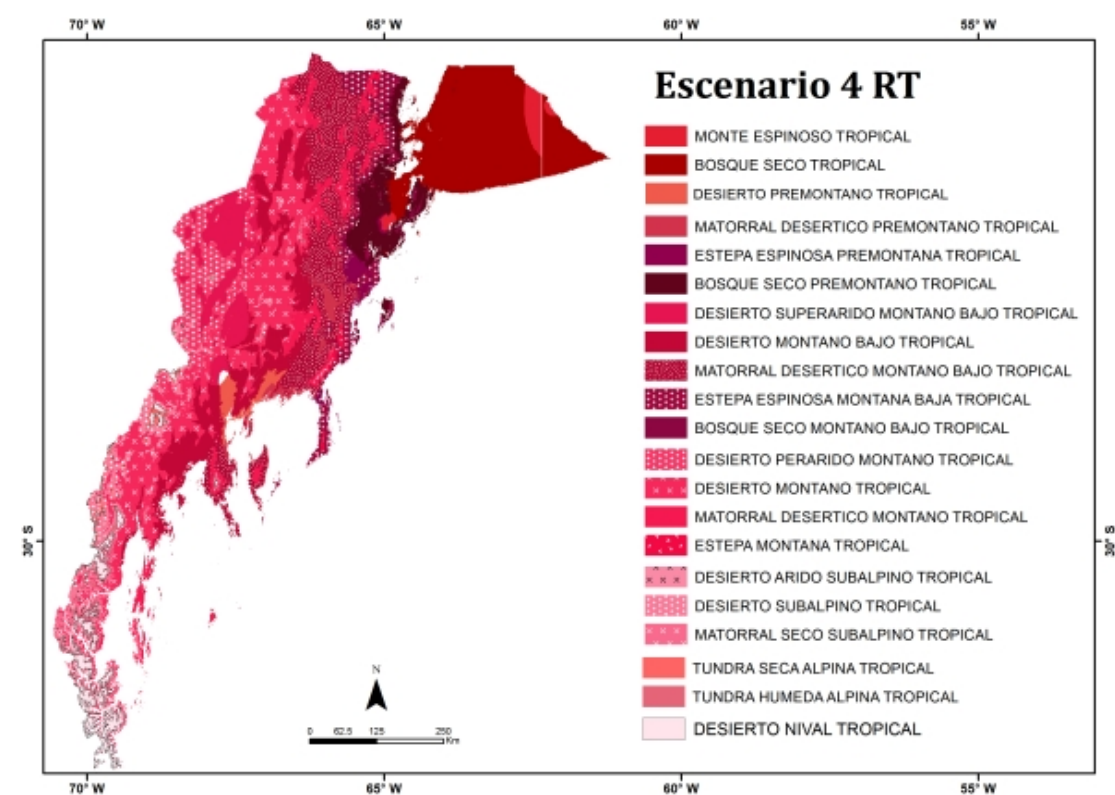 70° W
65° W
60° W
55° W
Escenario 4 RT
MONTE ESPINOSO TROPICAL
BOSQUE SECO TROPICAL
DESIERTO PREMONTANO TROPICAL
MATORRAL DESERTICO PREMONTANO TROPICAL
ESTEPA ESPINOSA PREMONTANA TROPICAL
BOSQUE SECO PREMONTANO TROPICAL
DESIERTO SUPERARIDO MONTANO BAJO TROPICAL
DESIERTO MONTANO BAJO TROPICAL
MATORRAL DESERTICO MONTANO BAJO TROPICAL
ESTEPA ESPINOSA MONTANA BAJA TROPICAL
BOSQUE SECO MONTANO BAJO TROPICAL
DESIERTO PERARIDO MONTANO TROPICAL
DESIERTO MONTANO TROPICAL
MATORRAL DESERTICO MONTANO TROPICAL
30° S
30° S
ESTEPA MONTANA TROPICAL
DESIERTO ARIDO SUBALPINO TROPICAL
DESIERTO SUBALPINO TROPICAL
MATORRAL SECO SUBALPINO TROPICAL
TUNDRA SECA ALPINA TROPICAL
TUNDRA HUMEDA ALPINA TROPICAL
DESIERTO NIVAL TROPICAL
N
0 62.5 125 250
Km
70° W
65° W
60° W
55° W